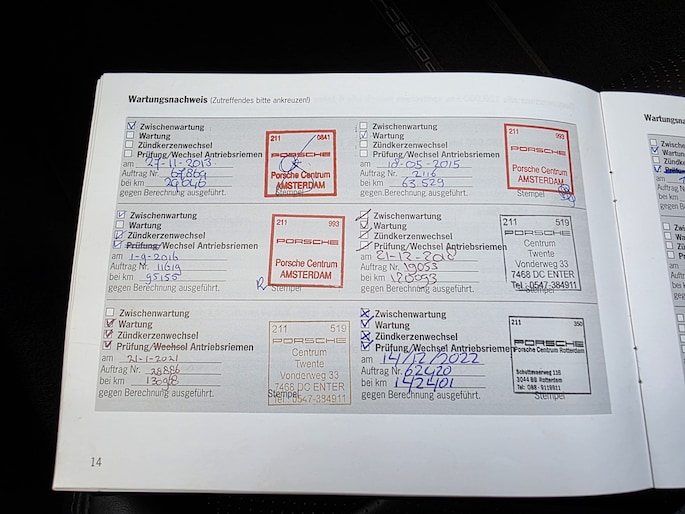 Wartungsnachweis (Zutreffendes bitte ankreuzen!)
Zwischenwartung
Wartung
Zündkerzenwechsel
Prüfung/Wechsel Antriebsriemen
am 27-11-2013
Auftrag Nr.
bei km 29646
gegen Berechnung ausgeführt.
211 0841
PORSCHE
Porsche Centrum
AMSTERDAM
Stempel
Zwischenwartung
Wartung
Zündkerzenwechsel
Prüfung/Wechsel Antriebsriemen
am 18-05-2015
Auftrag Nr. 2116
bei km 63.529
gegen Berechnung ausgeführt.
211 993
PORSCHE
Porsche Centrum
AMSTERDAM
Stempel
Zwischenwartung
Wartung
Zündkerzenwechsel
Prüfung/Wechsel Antriebsriemen
am 1-9-2016
Auftrag Nr. 11619
bei km 95155
gegen Berechnung ausgeführt.
211 993
PORSCHE
Porsche Centrum
AMSTERDAM
Stempel
Zwischenwartung
Wartung
Zündkerzenwechsel
Prüfung/Wechsel Antriebsriemen
am 21-12-2018
Auftrag Nr. 19053
bei km
gegen Berechnung ausgeführt.
211 519
PORSCHE
Centrum
Twente
Vonderweg 33
7468 DC ENTER
Tel.: 0547-384911
Stempel
Zwischenwartung
Wartung
Zündkerzenwechsel
Prüfung/Wechsel Antriebsriemen
am 21-1-2021
Auftrag Nr. 28886
bei km
gegen Berechnung ausgeführt.
211 519
PORSCHE
Centrum
Twente
Vonderweg 33
7468 DC ENTER
Tel.: 0547-384911
Stempel
Zwischenwartung
Wartung
Zündkerzenwechsel
Prüfung/Wechsel Antriebsriemen
am 14/12/2022
Auftrag Nr. 62420
bei km 142401
gegen Berechnung ausgeführt.
211 350
PORSCHE
Porsche Centrum Rotterdam
3044 BB Rotterdam
Stempel
14
Wartungsna